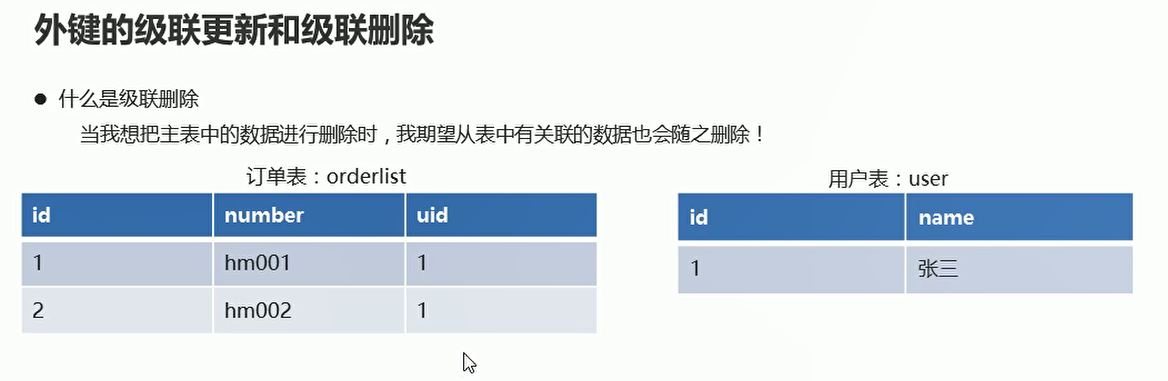 外键的级联更新和级联删除
● 什么是级联删除
当我想把主表中的数据进行删除时，我期望从表中有关联的数据也会随之删除！
订单表：orderlist
id number uid
1 hm001 1
2 hm002 1
用户表：user
id name
1 张三